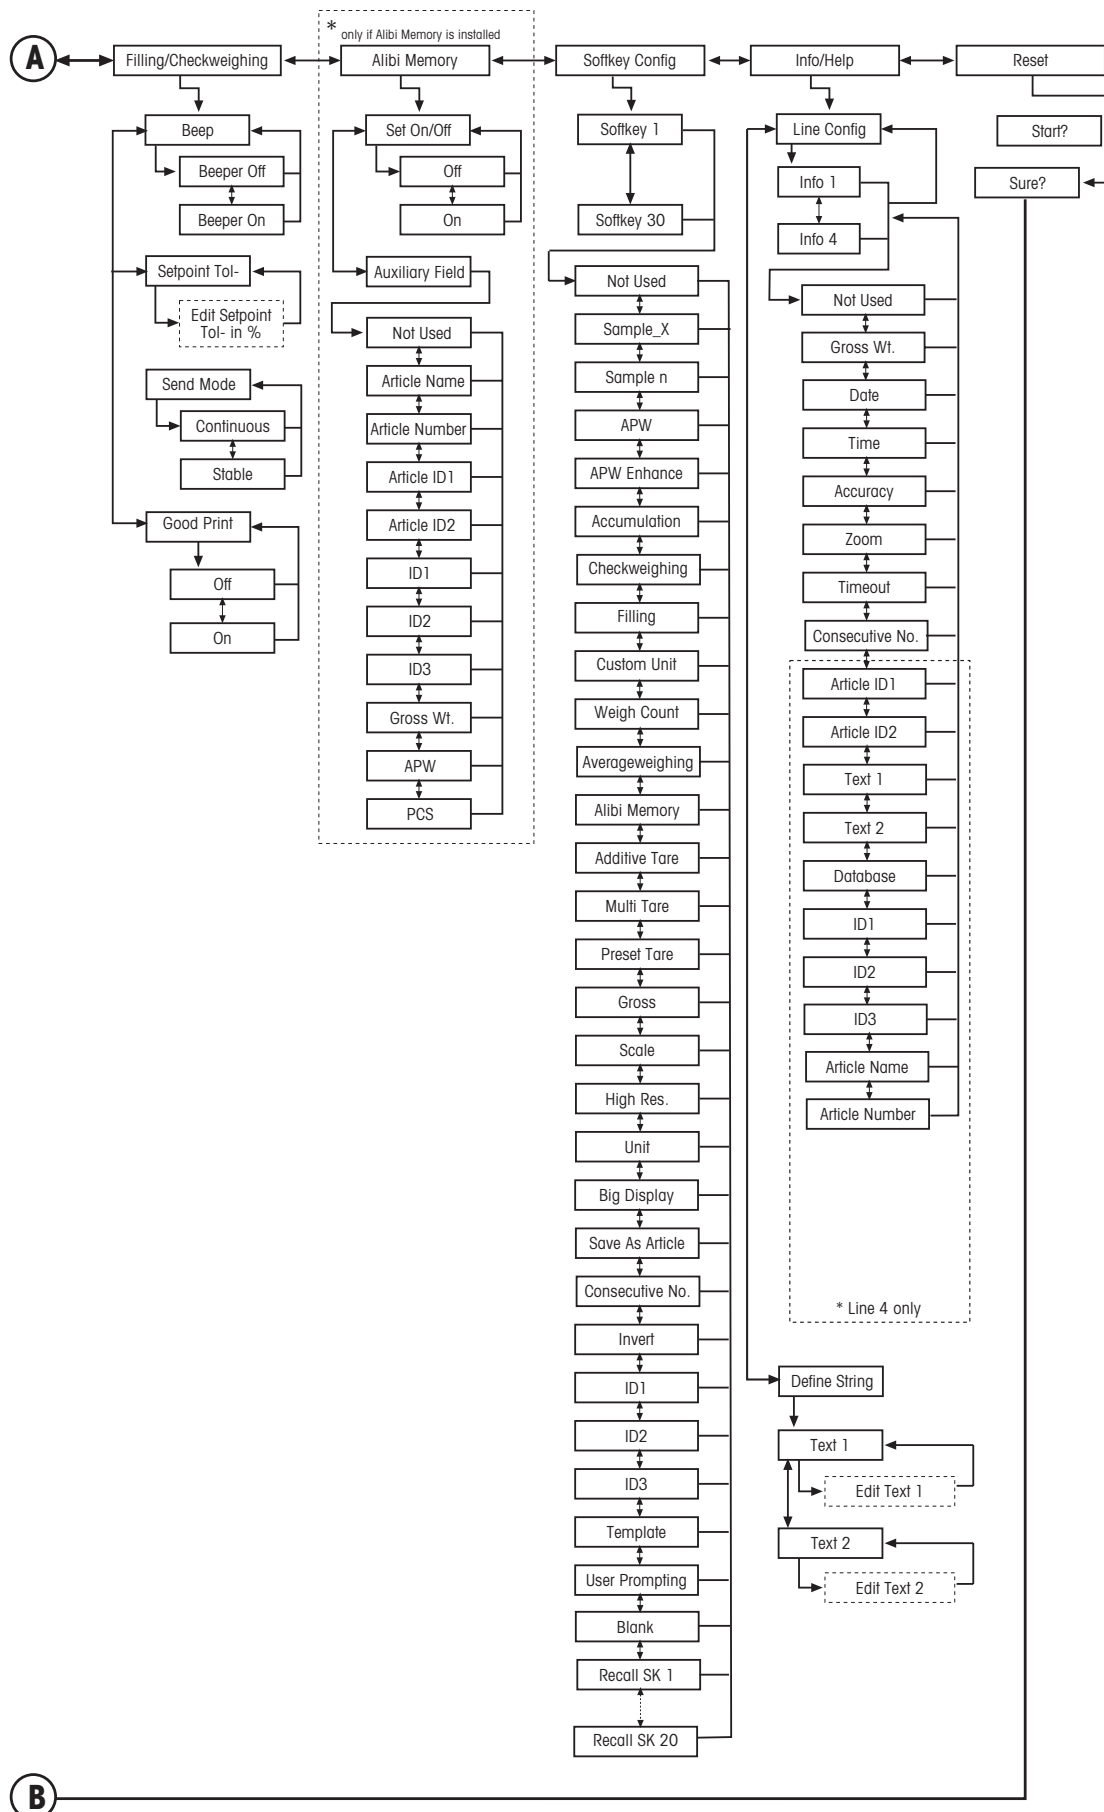 * only if Alibi Memory is installed
A
Filling/Checkweighing
Alibi Memory
Softkey Config
Info/Help
Reset
Beep
Beeper Off
Beeper On
Setpoint Tol-
Edit Setpoint
Tol- in %
Send Mode
Continuous
Stable
Good Print
Off
On
Set On/Off
Off
On
Auxiliary Field
Not Used
Article Name
Article Number
Article ID1
Article ID2
ID1
ID2
ID3
Gross Wt.
APW
PCS
Softkey 1
Softkey 30
Not Used
Sample_X
Sample n
APW
APW Enhance
Accumulation
Checkweighing
Filling
Custom Unit
Weigh Count
Averageweighing
Alibi Memory
Additive Tare
Multi Tare
Preset Tare
Gross
Scale
High Res.
Unit
Big Display
Save As Article
Consecutive No.
Invert
ID1
ID2
ID3
Template
User Prompting
Blank
Recall SK 1
Recall SK 20
Line Config
Info 1
Info 4
Not Used
Gross Wt.
Date
Time
Accuracy
Zoom
Timeout
Consecutive No.
Article ID1
Article ID2
Text 1
Text 2
Database
ID1
ID2
ID3
Article Name
Article Number
* Line 4 only
Define String
Text 1
Edit Text 1
Text 2
Edit Text 2
Start?
Sure?
B